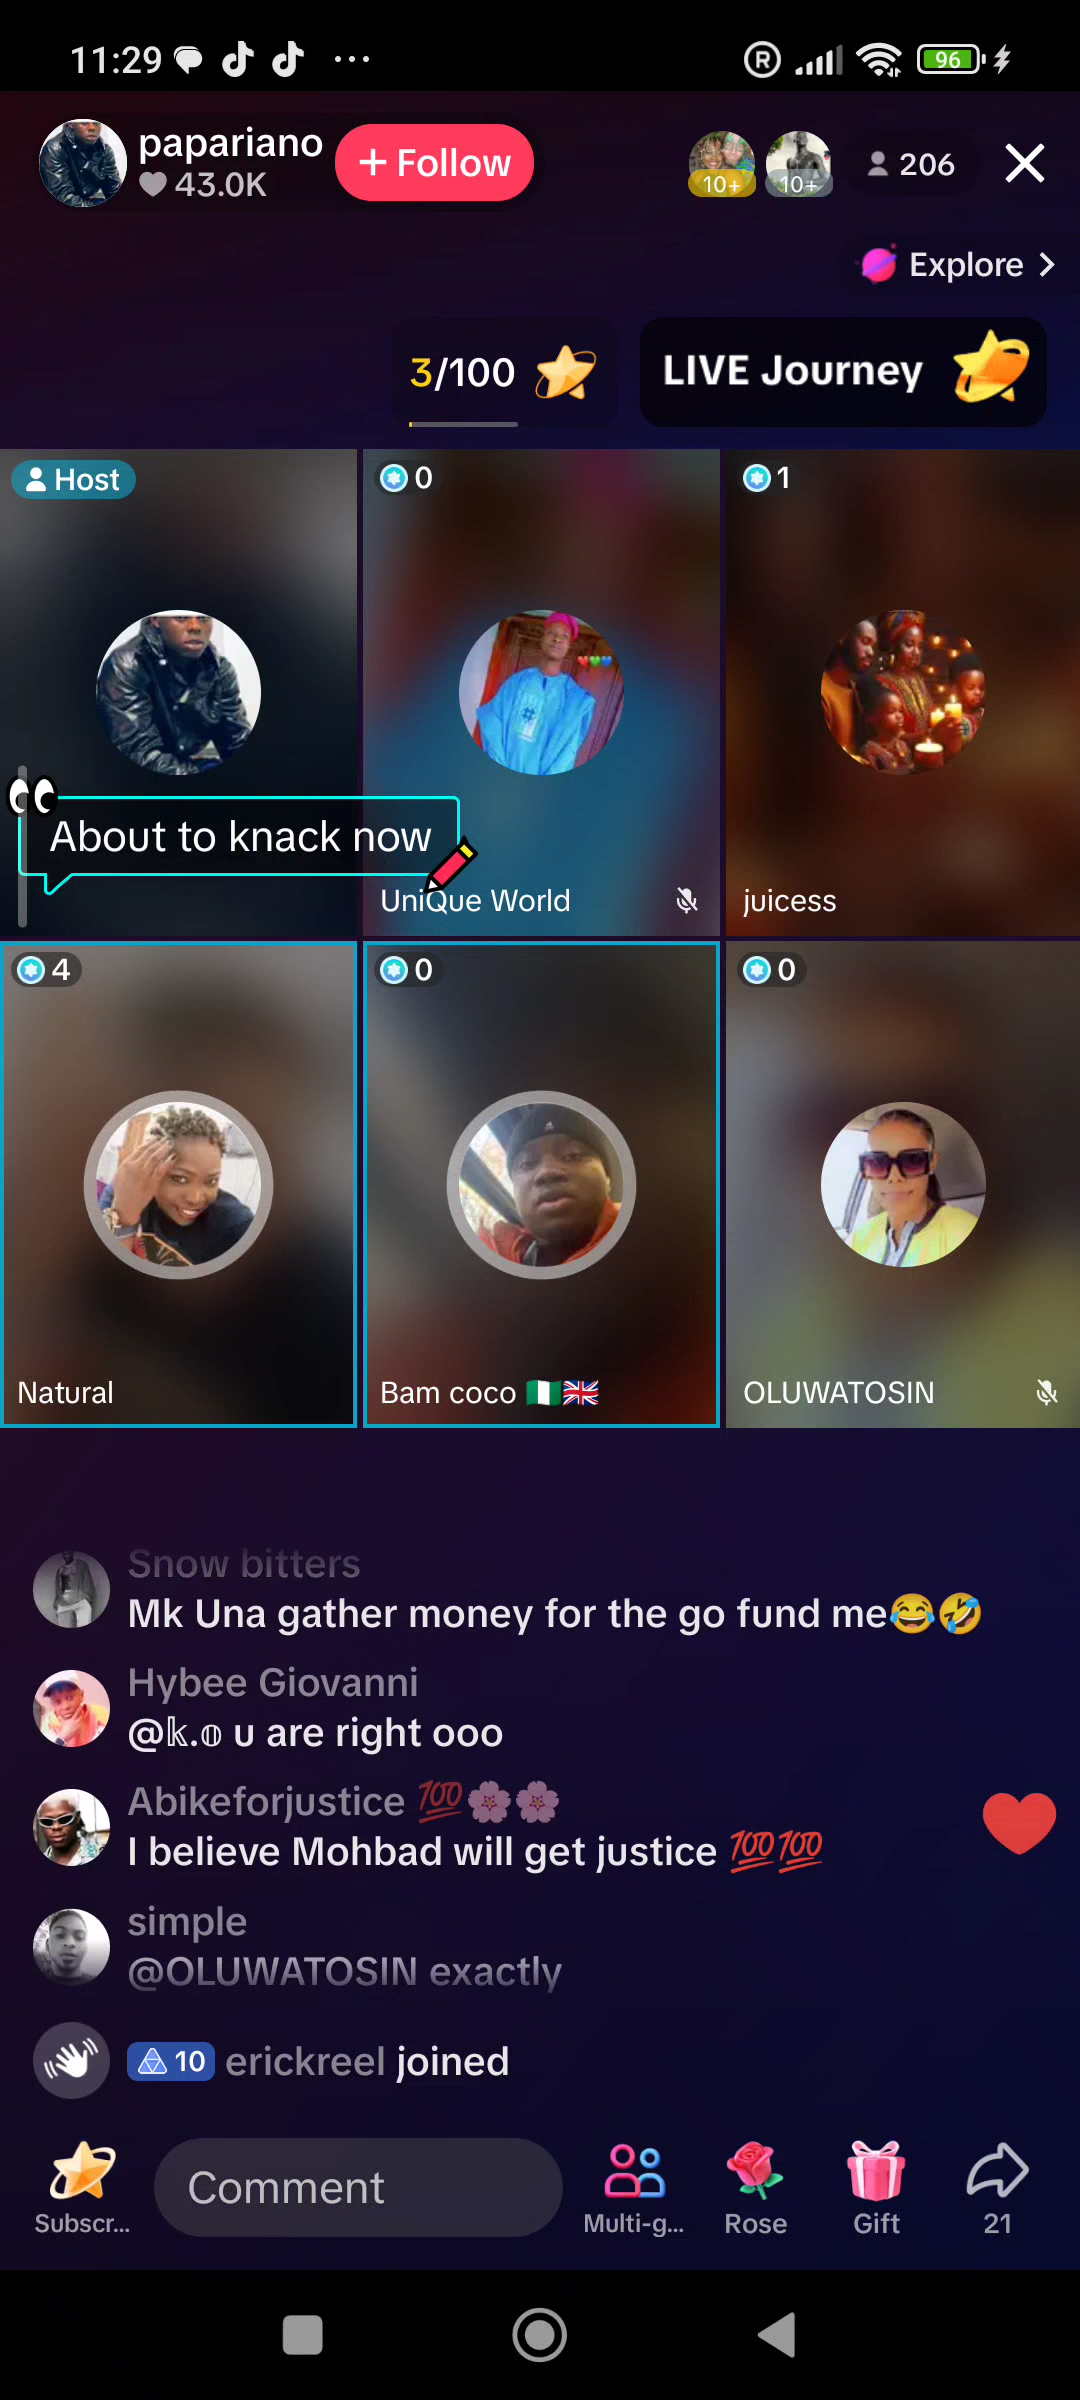 11:29
R
96
papariano
43.0K
+ Follow
10+
10+
206
Explore
3/100
LIVE Journey
Host
0
1
About to knack now
UniQue World
juicess
4
0
0
Natural
Bam coco 🇳🇬🇬🇧
OLUWATOSIN
Snow bitters
Mk Una gather money for the go fund me😂🤣
Hybee Giovanni
@𝕜.𝕠 u are right ooo
Abikeforjustice 💯🌸🌸
I believe Mohbad will get justice 💯💯
simple
@OLUWATOSIN exactly
10 erickreel joined
Comment
Subscr...
Multi-g...
Rose
Gift
21